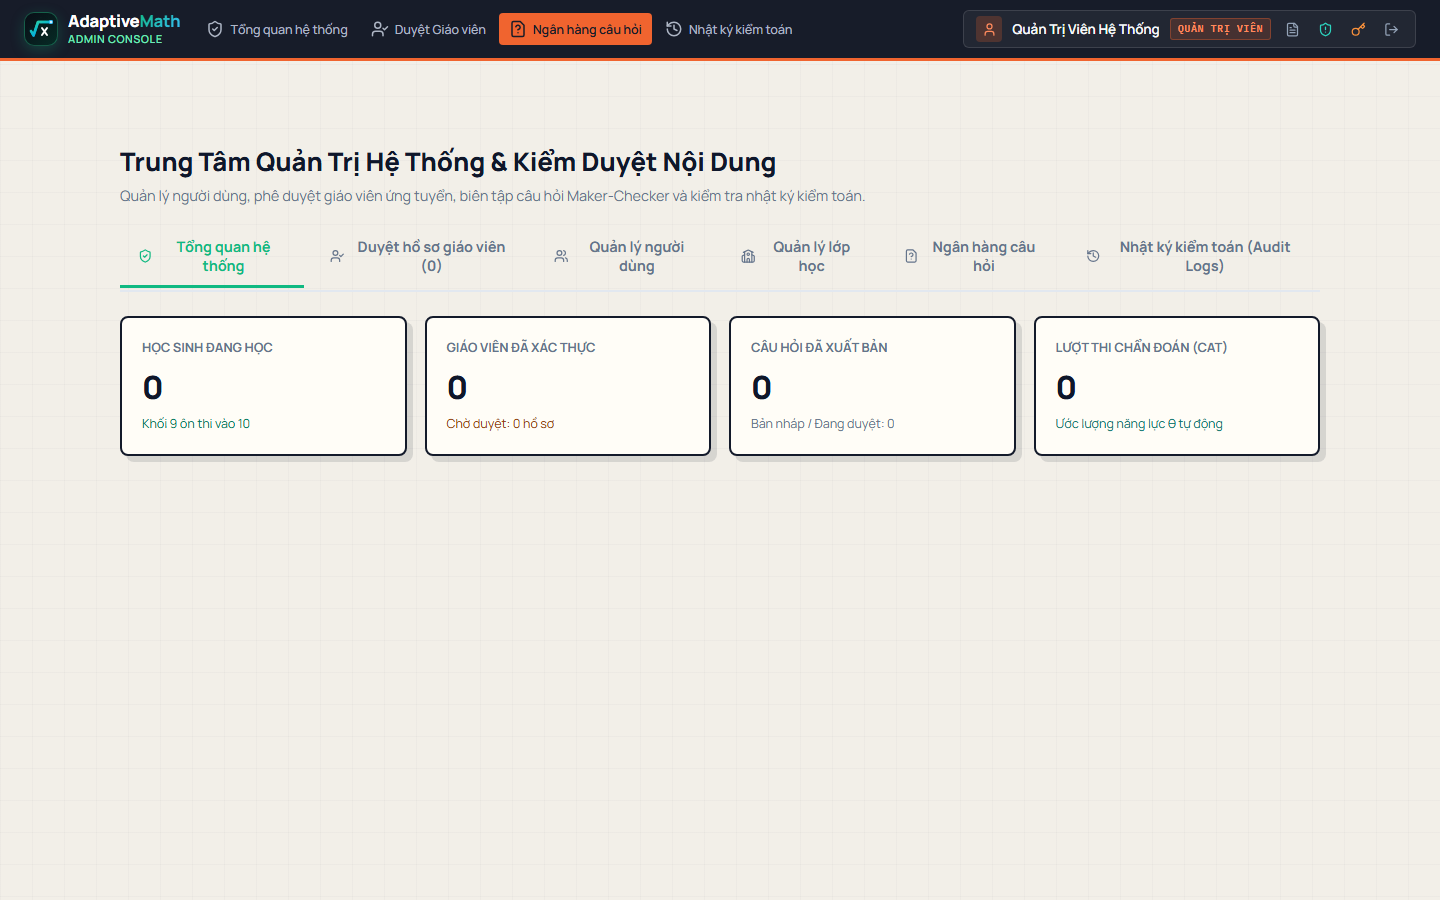 AdaptiveMath
ADMIN CONSOLE
Tổng quan hệ thống
Duyệt Giáo viên
Ngân hàng câu hỏi
Nhật ký kiểm toán
Quản Trị Viên Hệ Thống
QUẢN TRỊ VIÊN
Trung Tâm Quản Trị Hệ Thống & Kiểm Duyệt Nội Dung
Quản lý người dùng, phê duyệt giáo viên ứng tuyển, biên tập câu hỏi Maker-Checker và kiểm tra nhật ký kiểm toán.
Tổng quan hệ
thống
Duyệt hồ sơ giáo viên
(0)
Quản lý người
dùng
Quản lý lớp
học
Ngân hàng câu
hỏi
Nhật ký kiểm toán (Audit
Logs)
HỌC SINH ĐANG HỌC
0
Khối 9 ôn thi vào 10
GIÁO VIÊN ĐÃ XÁC THỰC
0
Chờ duyệt: 0 hồ sơ
CÂU HỎI ĐÃ XUẤT BẢN
0
Bản nháp / Đang duyệt: 0
LƯỢT THI CHẨN ĐOÁN (CAT)
0
Ước lượng năng lực θ tự động